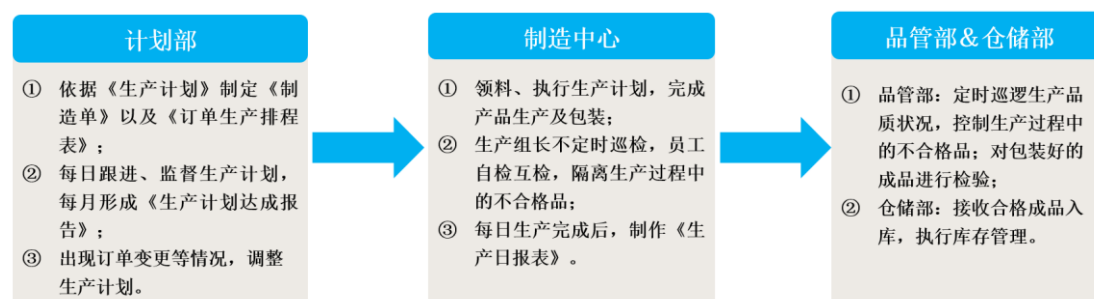 计划部
① 依据《生产计划》制定《制
造单》以及《订单生产排程
表》；
② 每日跟进、监督生产计划，
每月形成《生产计划达成报
告》；
③ 出现订单变更等情况，调整
生产计划。
制造中心
① 领料、执行生产计划，完成
产品生产及包装；
② 生产组长不定时巡检，员工
自检互检，隔离生产过程中
的不合格品；
③ 每日生产完成后，制作《生
产日报表》。
品管部＆仓储部
① 品管部：定时巡逻生产品
质状况，控制生产过程中
的不合格品；对包装好的
成品进行检验；
② 仓储部：接收合格成品入
库，执行库存管理。